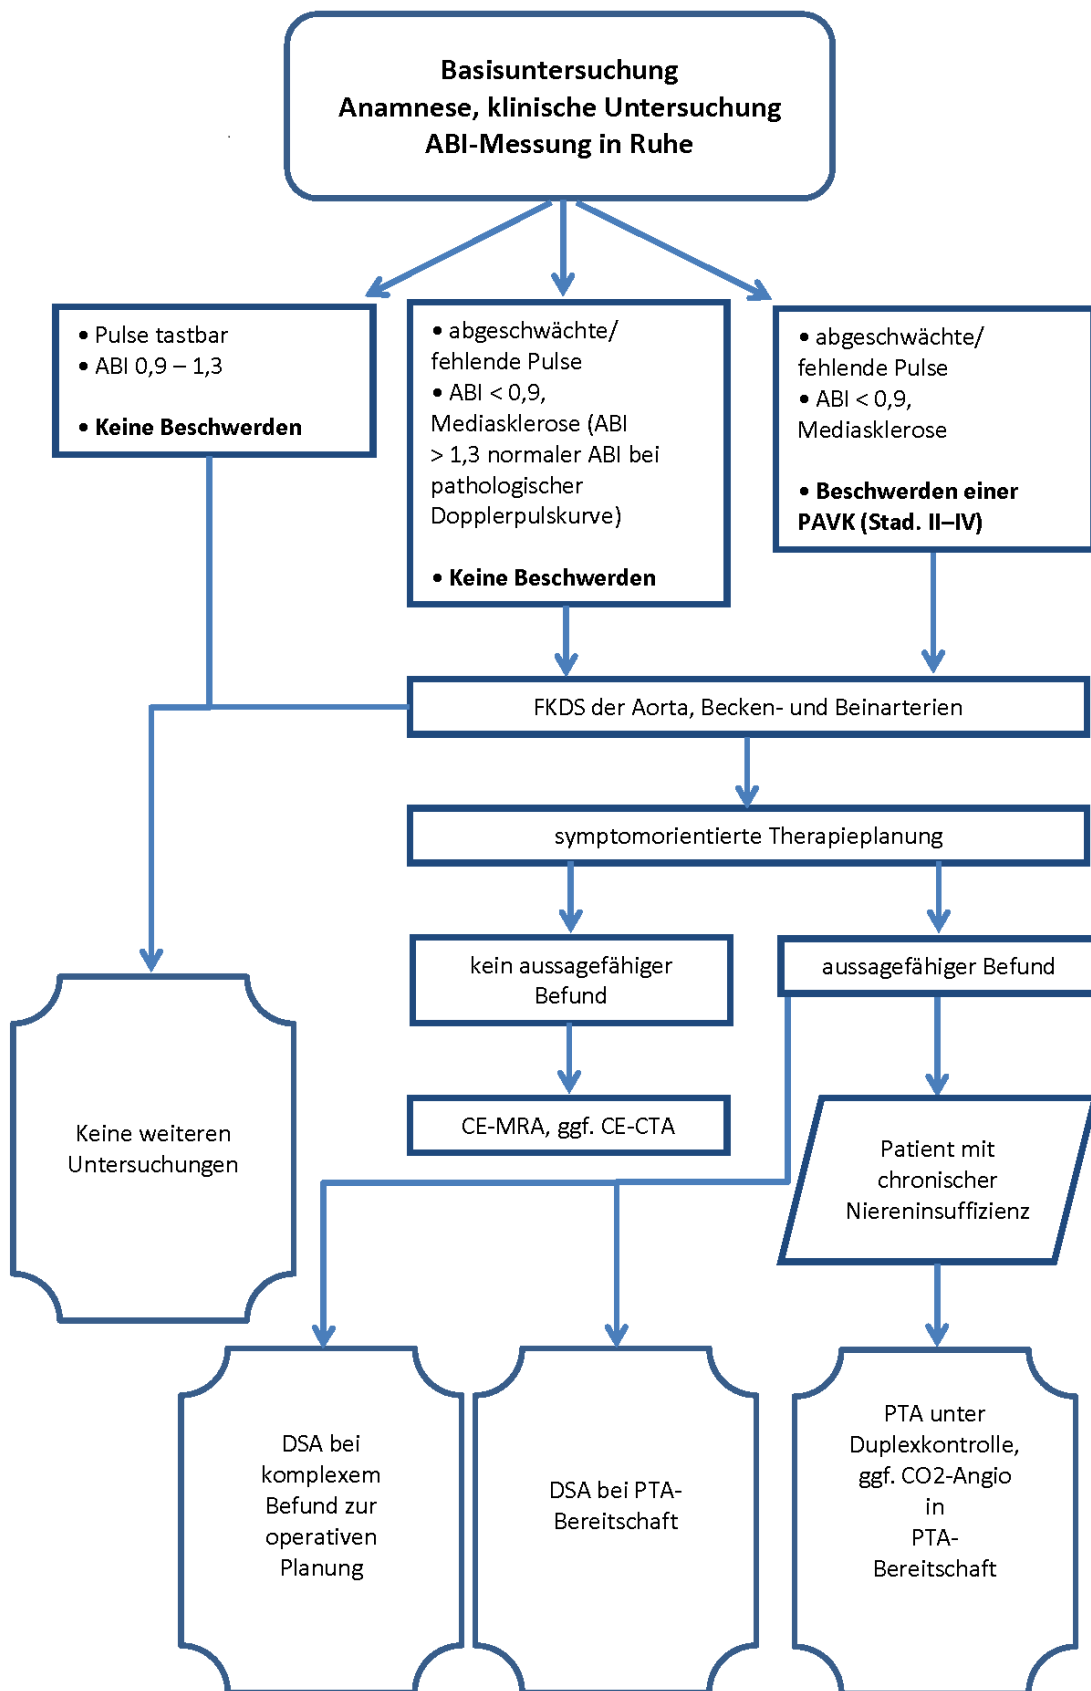 Basisuntersuchung
Anamnese, klinische Untersuchung
ABI-Messung in Ruhe
• Pulse tastbar
• ABI 0,9 – 1,3
• Keine Beschwerden
• abgeschwächte/
fehlende Pulse
• ABI < 0,9,
Mediasklerose (ABI
> 1,3 normaler ABI bei
pathologischer
Dopplerpulskurve)
• Keine Beschwerden
• abgeschwächte/
fehlende Pulse
• ABI < 0,9,
Mediasklerose
• Beschwerden einer
PAVK (Stad. II–IV)
FKDS der Aorta, Becken- und Beinarterien
symptomorientierte Therapieplanung
kein aussagefähiger
Befund
aussagefähiger Befund
CE-MRA, ggf. CE-CTA
Keine weiteren
Untersuchungen
Patient mit
chronischer
Niereninsuffizienz
DSA bei
komplexem
Befund zur
operativen
Planung
DSA bei PTA-
Bereitschaft
PTA unter
Duplexkontrolle,
ggf. CO2-Angio
in
PTA-
Bereitschaft